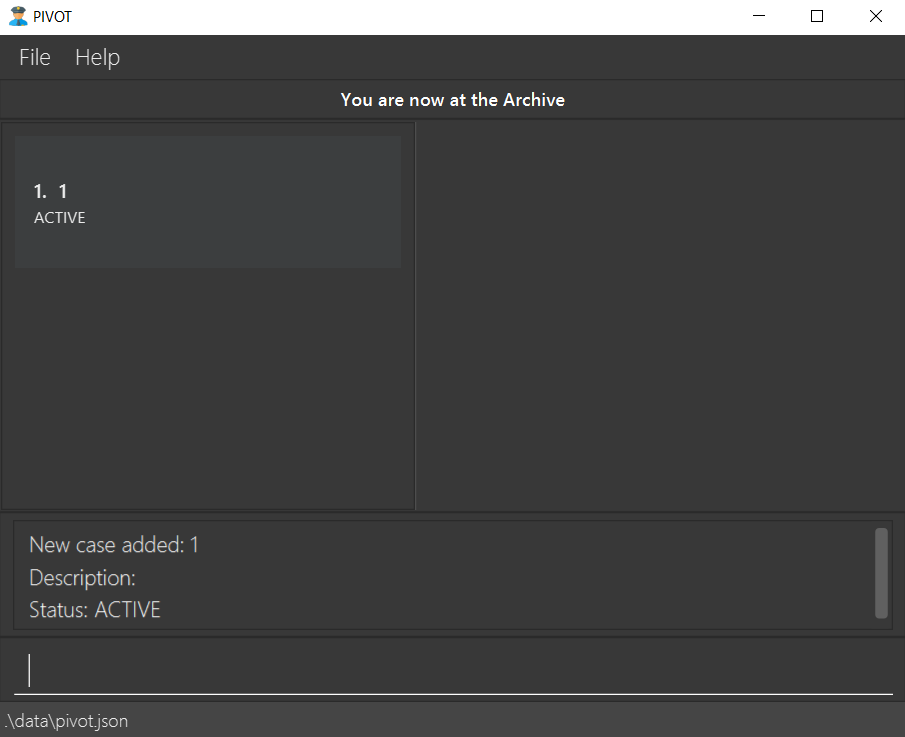 PIVOT
File Help
You are now at the Archive
1. 1
ACTIVE
New case added: 1
Description:
Status: ACTIVE
.\data\pivot.json